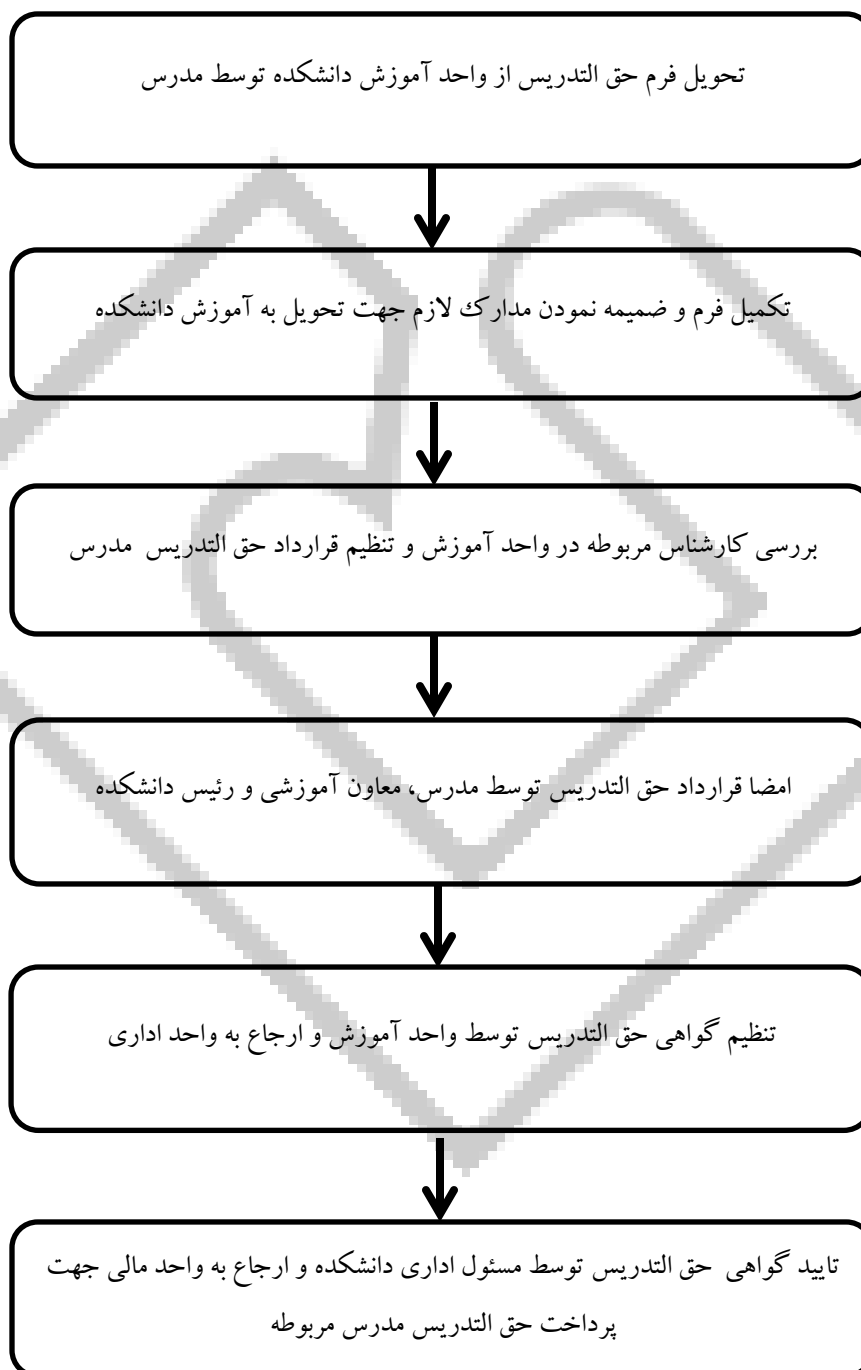 تحویل فرم حق التدریس از واحد آموزش دانشکده توسط مدرس
تکمیل فرم و ضمیمه نمودن مدارک لازم جهت تحویل به آموزش دانشکده
بررسی کارشناس مربوطه در واحد آموزش و تنظیم قرارداد حق التدریس مدرس
امضا قرارداد حق التدریس توسط مدرس، معاون آموزشی و رئیس دانشکده
تنظیم گواهی حق التدریس توسط واحد آموزش و ارجاع به واحد اداری
تایید گواهی حق التدریس توسط مسئول اداری دانشکده و ارجاع به واحد مالی جهت
پرداخت حق التدریس مدرس مربوطه